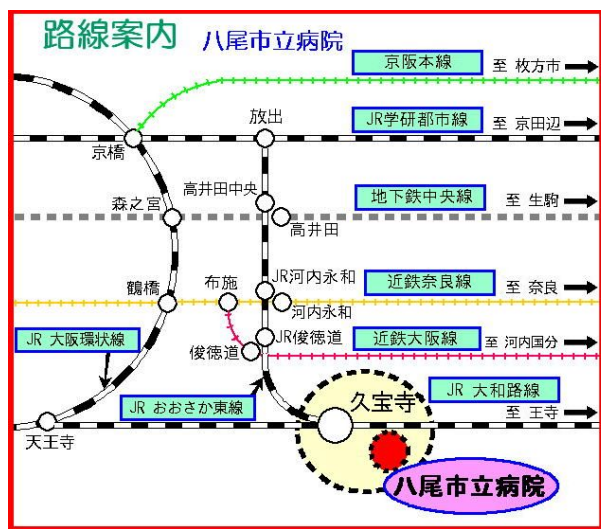 路線案内 八尾市立病院
京阪本線 至 枚方市
放出
JR学研都市線 至 京田辺
京橋
高井田中央
地下鉄中央線 至 生駒
森之宮
高井田
JR河内永和
近鉄奈良線 至 奈良
鶴橋
布施
河内永和
JR俊徳道
近鉄大阪線 至 河内国分
俊徳道
JR 大阪環状線
JR 大和路線
久宝寺
JR おおさか東線
至 王寺
天王寺
八尾市立病院